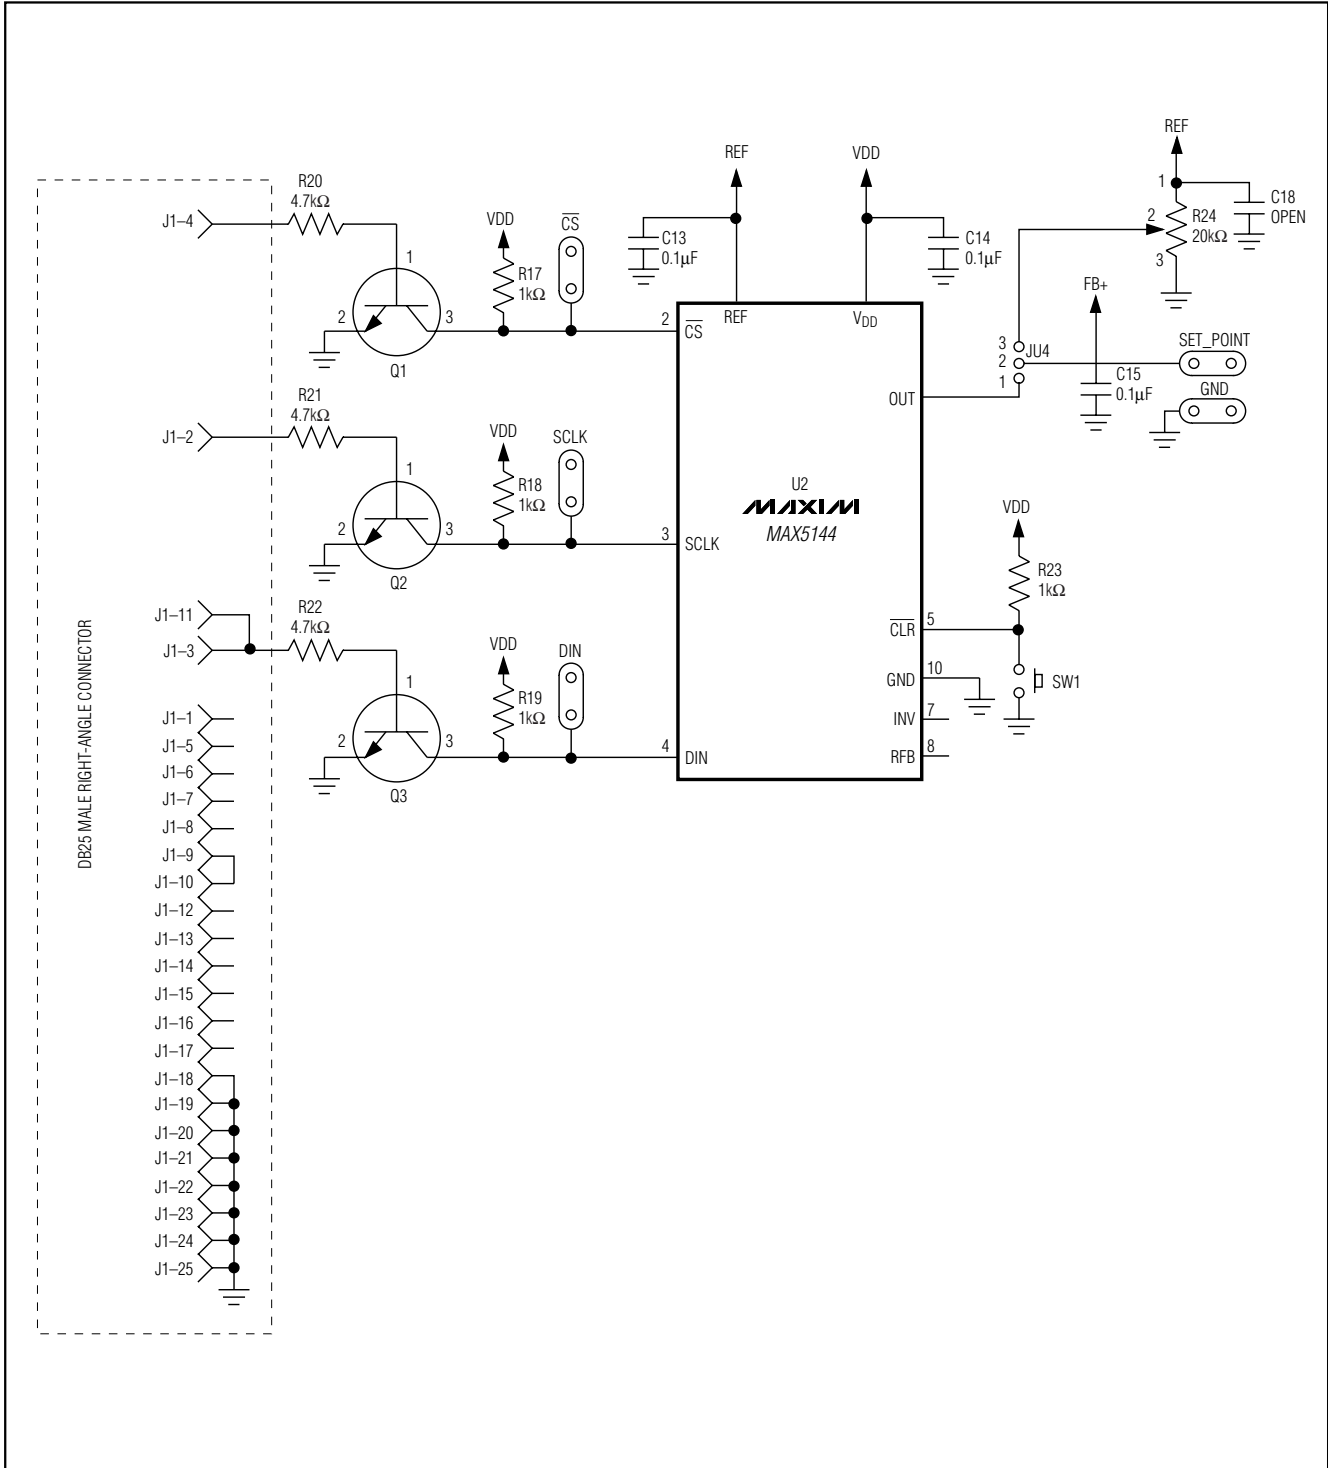 REF
REF
VDD
1
C18
OPEN
2
R24
20kΩ
3
R20
4.7kΩ
J1–4
VDD
C̅S̅
C13
0.1µF
C14
0.1µF
1
R17
1kΩ
FB+
2
3
2
C̅S̅
REF
VDD
Q1
3
2
1
JU4
SET_POINT
C15
0.1µF
GND
OUT
R21
4.7kΩ
J1–2
VDD
SCLK
1
R18
1kΩ
U2
MAXIM
MAX5144
2
3
3
SCLK
Q2
VDD
R23
1kΩ
J1–11
J1–3
R22
4.7kΩ
VDD
DIN
C̅L̅R̅
5
1
R19
1kΩ
GND
10
SW1
INV
7
2
3
4
DIN
RFB
8
Q3
DB25 MALE RIGHT-ANGLE CONNECTOR
J1–1
J1–5
J1–6
J1–7
J1–8
J1–9
J1–10
J1–12
J1–13
J1–14
J1–15
J1–16
J1–17
J1–18
J1–19
J1–20
J1–21
J1–22
J1–23
J1–24
J1–25